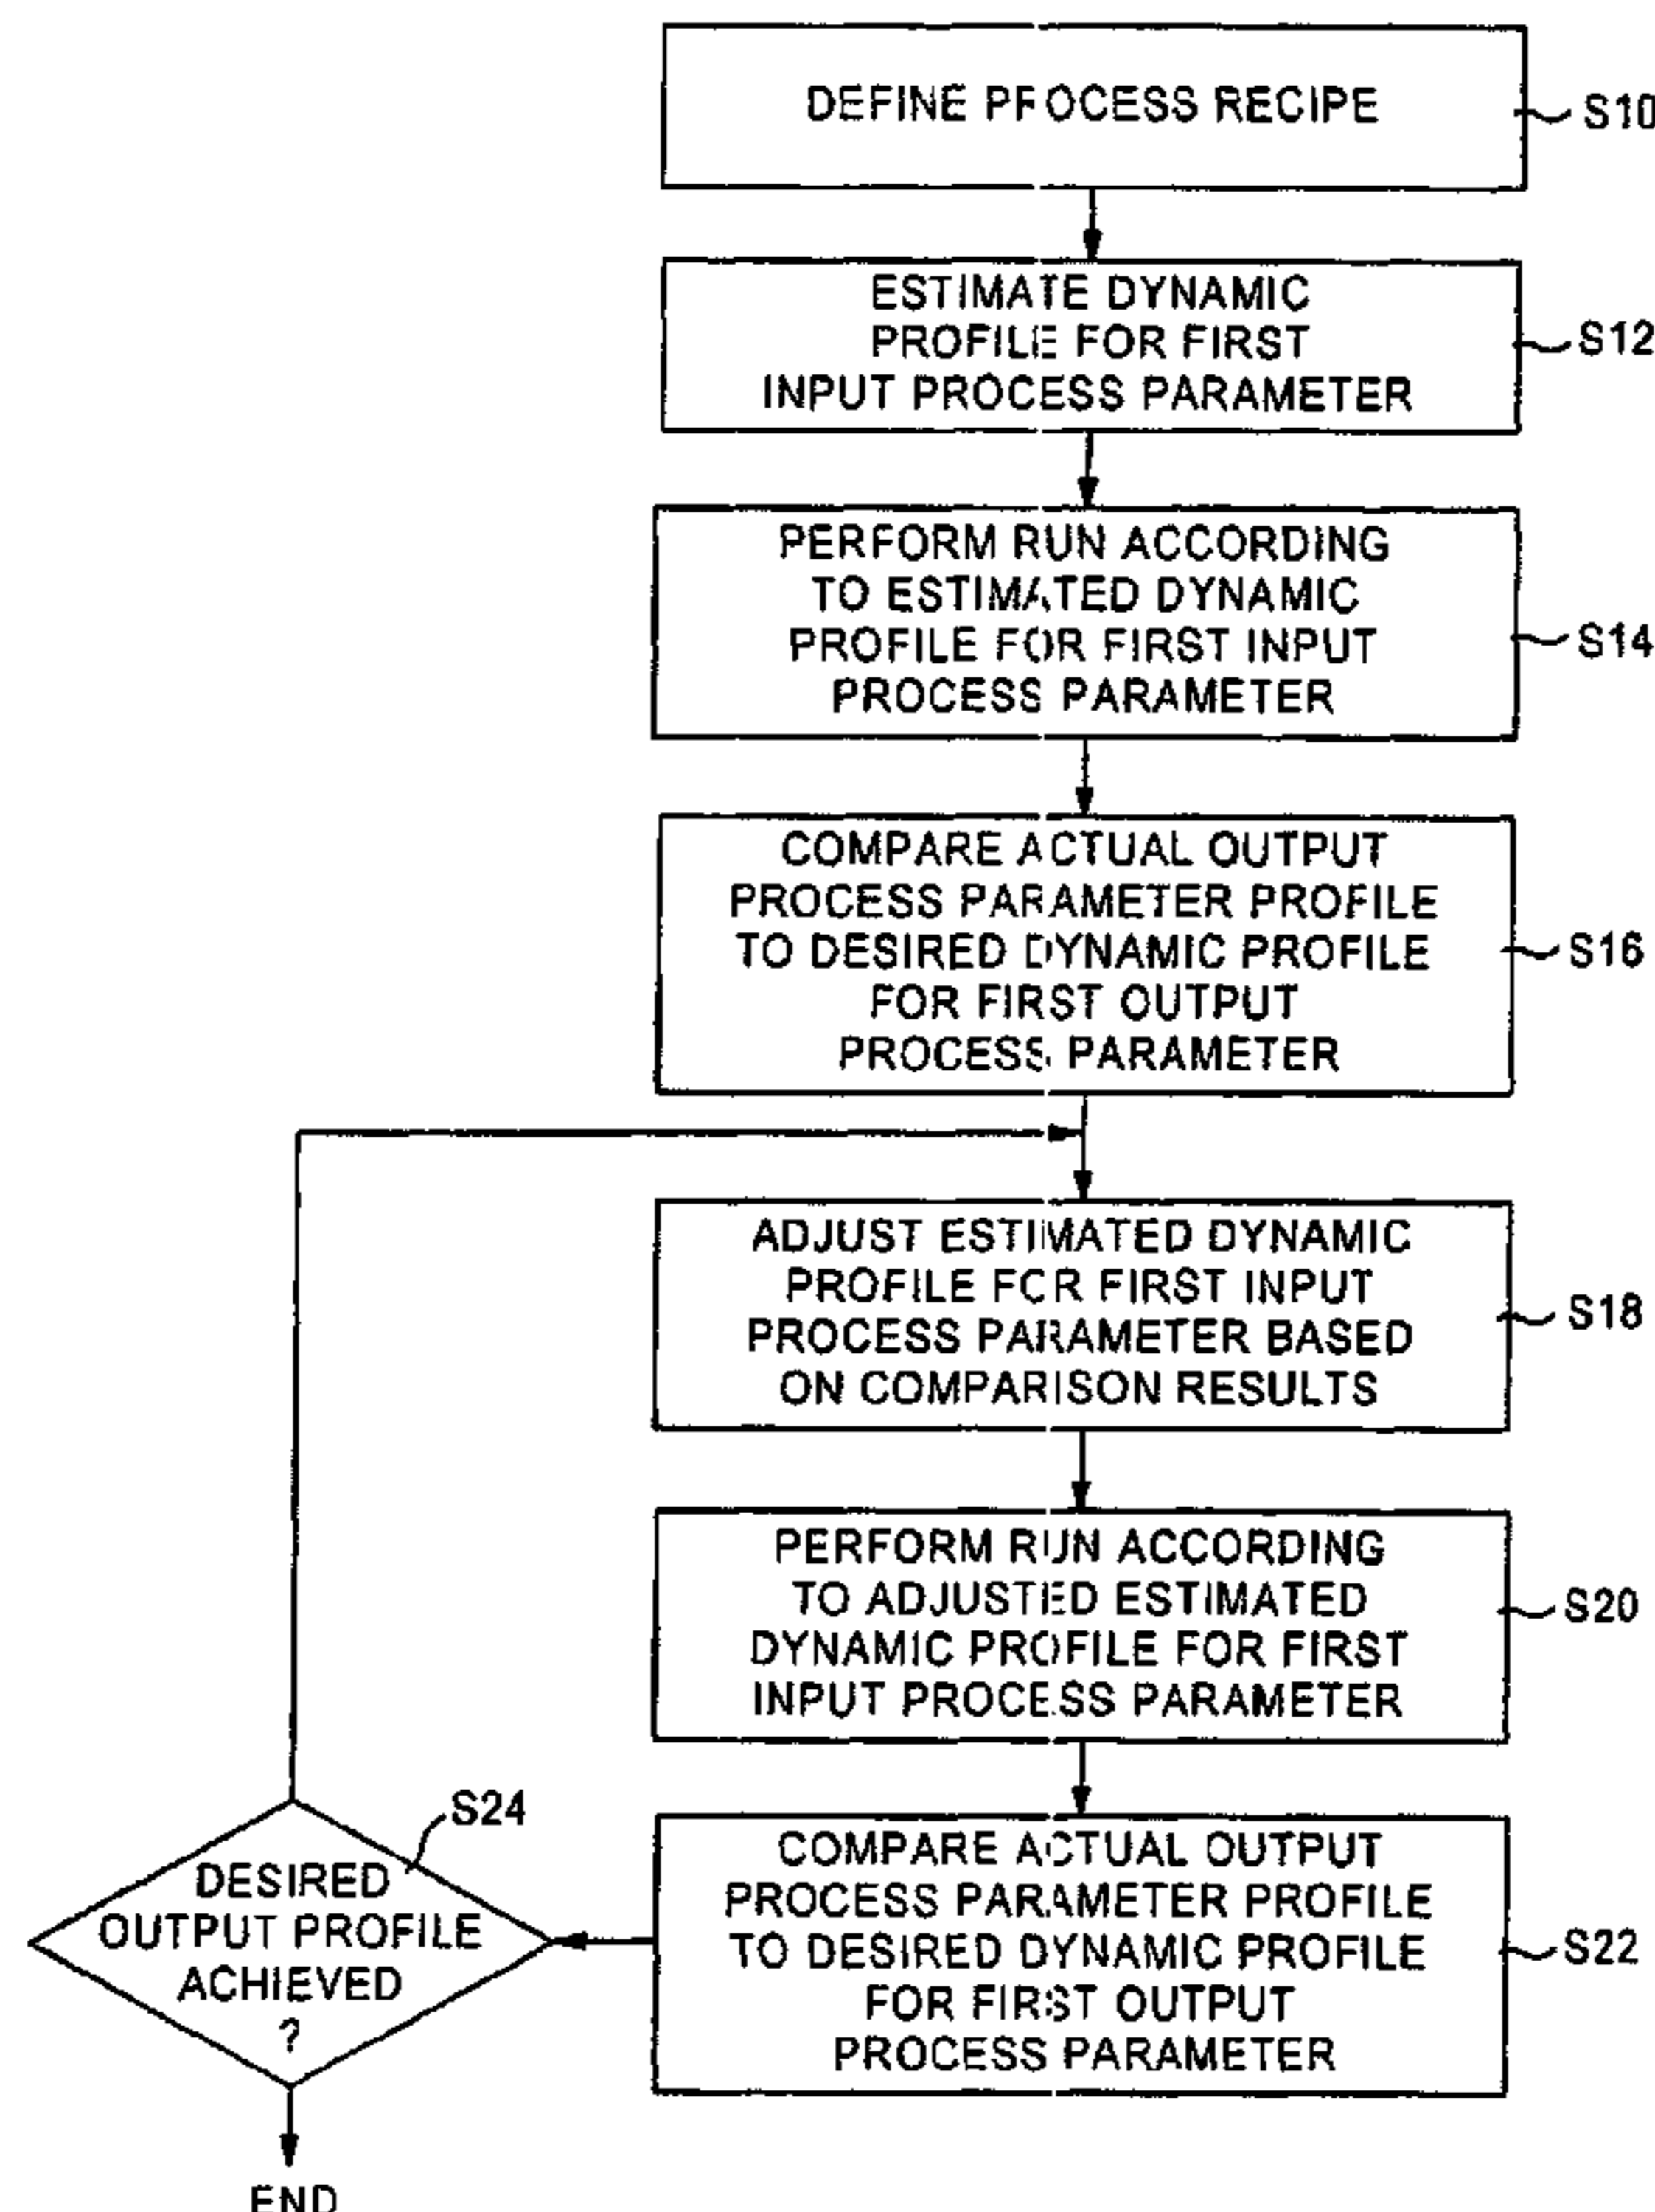 DEFINE PROCESS RECIPE
S10
ESTIMATE DYNAMIC
PROFILE FOR FIRST
INPUT PROCESS PARAMETER
S12
PERFORM RUN ACCORDING
TO ESTIMATED DYNAMIC
PROFILE FOR FIRST INPUT
PROCESS PARAMETER
S14
COMPARE ACTUAL OUTPUT
PROCESS PARAMETER PROFILE
TO DESIRED DYNAMIC PROFILE
FOR FIRST OUTPUT
PROCESS PARAMETER
S16
ADJUST ESTIMATED DYNAMIC
PROFILE FOR FIRST INPUT
PROCESS PARAMETER BASED
ON COMPARISON RESULTS
S18
PERFORM RUN ACCORDING
TO ADJUSTED ESTIMATED
DYNAMIC PROFILE FOR FIRST
INPUT PROCESS PARAMETER
S20
COMPARE ACTUAL OUTPUT
PROCESS PARAMETER PROFILE
TO DESIRED DYNAMIC PROFILE
FOR FIRST OUTPUT
PROCESS PARAMETER
S22
S24
DESIRED
OUTPUT PROFILE
ACHIEVED
?
END